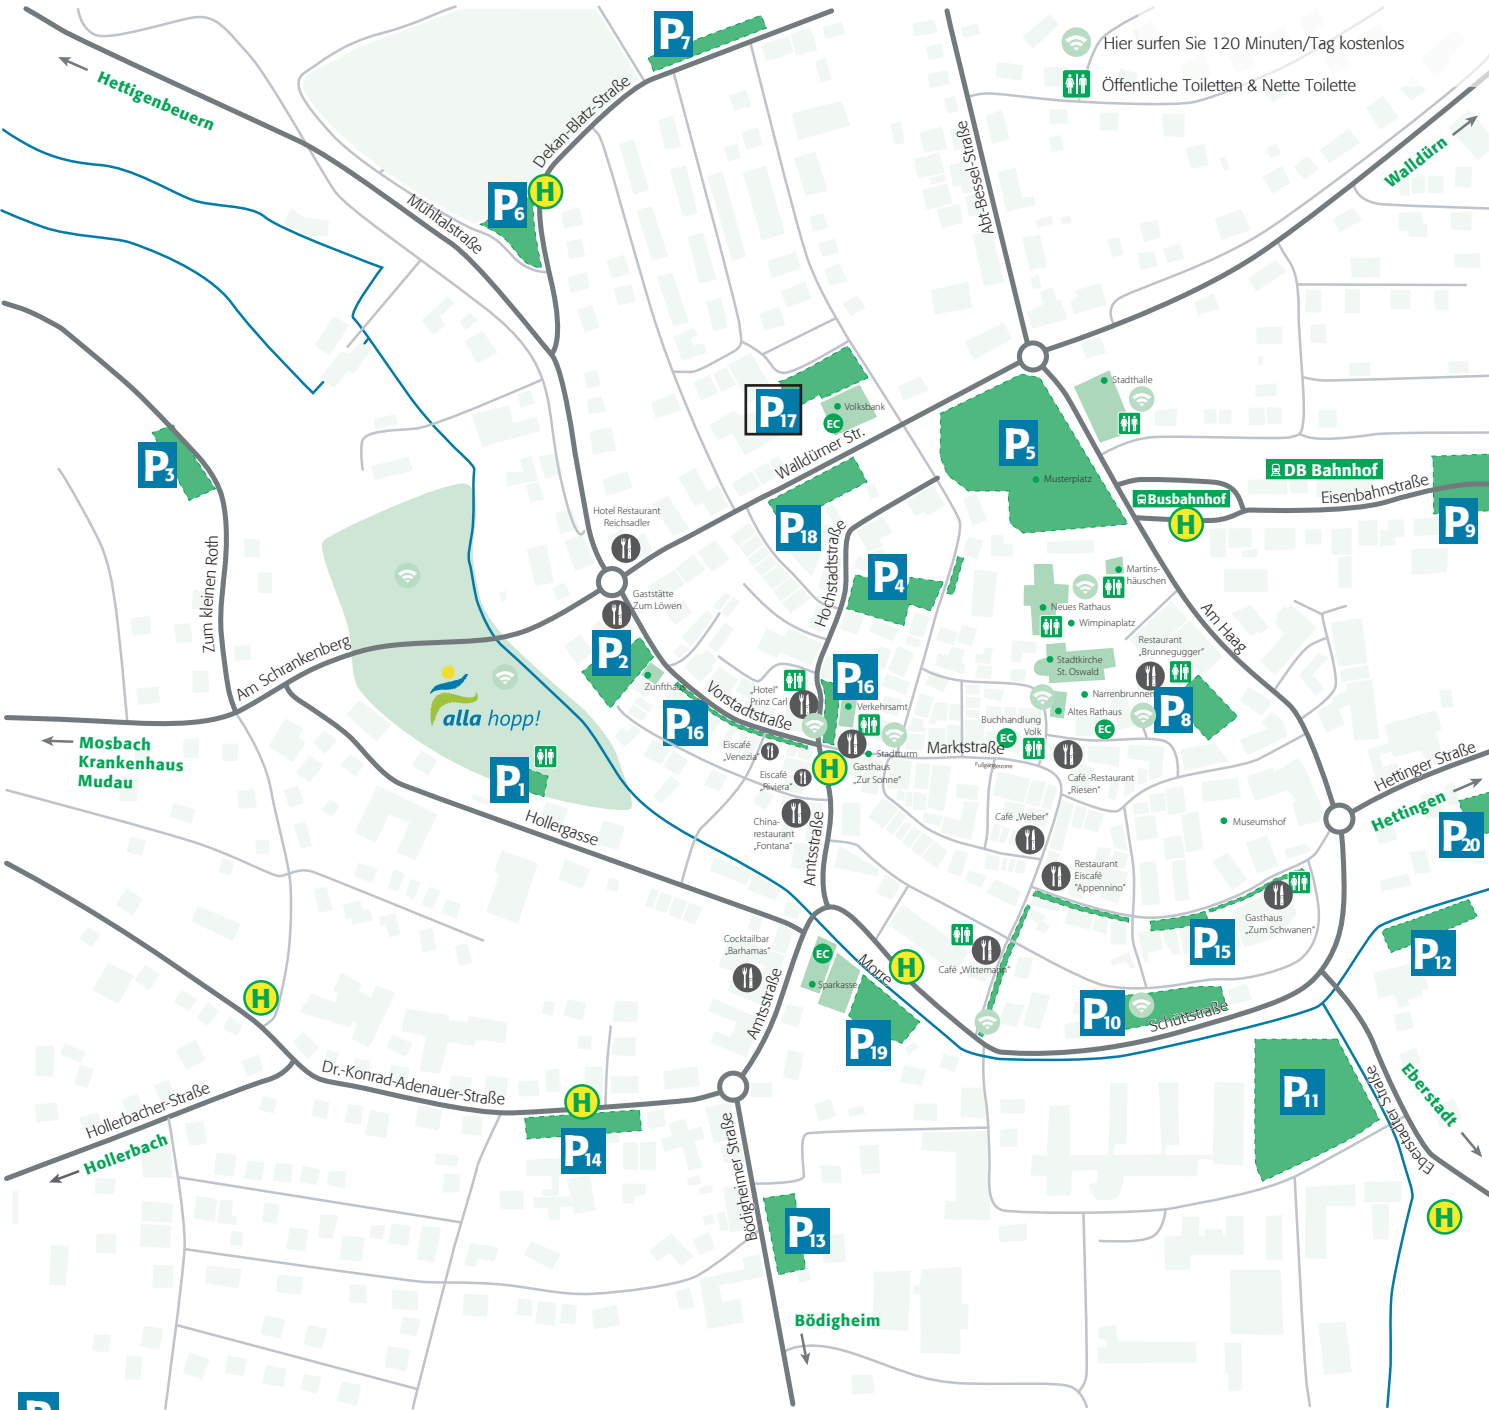 P7
Hier surfen Sie 120 Minuten/Tag kostenlos
Öffentliche Toiletten & Nette Toilette
Hettigenbeuern
Dekan-Blatz-Straße
Abt-Bessel-Straße
Walldürn
P6
H
Mühltalstraße
Stadthalle
P17
Volksbank
EC
Walldürner Str.
P5
Musterplatz
P3
DB Bahnhof
Busbahnhof
H
Eisenbahnstraße
P9
Hotel Restaurant
Reichsadler
P18
Hochstadtstraße
P4
Zum kleinen Roth
Gaststätte
Zum Löwen
Martins-
häuschen
Neues Rathaus
Wimpinaplatz
Am Haag
Am Schrankenberg
P2
Zunfthaus
Stadtkirche
St. Oswald
Restaurant
„Brunnegugger“
P16
„Hotel“
Prinz Carl
Verkehrsamt
Narrenbrunnen
Altes Rathaus
P8
alla hopp!
Vorstadtstraße
P16
Buchhandlung
Volk
EC
EC
Mosbach
Krankenhaus
Mudau
Eiscafé
„Venezia“
Stadtturm
Marktstraße
Fußgängerzone
H
Gasthaus
„Zur Sonne“
Eiscafé
„Riviera“
Café -Restaurant
„Riesen“
Hettinger Straße
Hettingen
P1
Hollergasse
China-
restaurant
„Fontana“
Amtsstraße
Café „Weber“
Museumshof
P20
Restaurant
Eiscafé
"Appennino"
Gasthaus
„Zum Schwanen“
P15
P12
Cocktailbar
„Barhamas“
EC
Sparkasse
Morre
H
Café „Wittemann“
H
Amtsstraße
P19
P10
Schüttstraße
Dr.-Konrad-Adenauer-Straße
H
P14
Hollerbacher-Straße
Hollerbach
P11
Eberstadter Straße
Eberstadt
Bödigheimer Straße
P13
H
Bödigheim